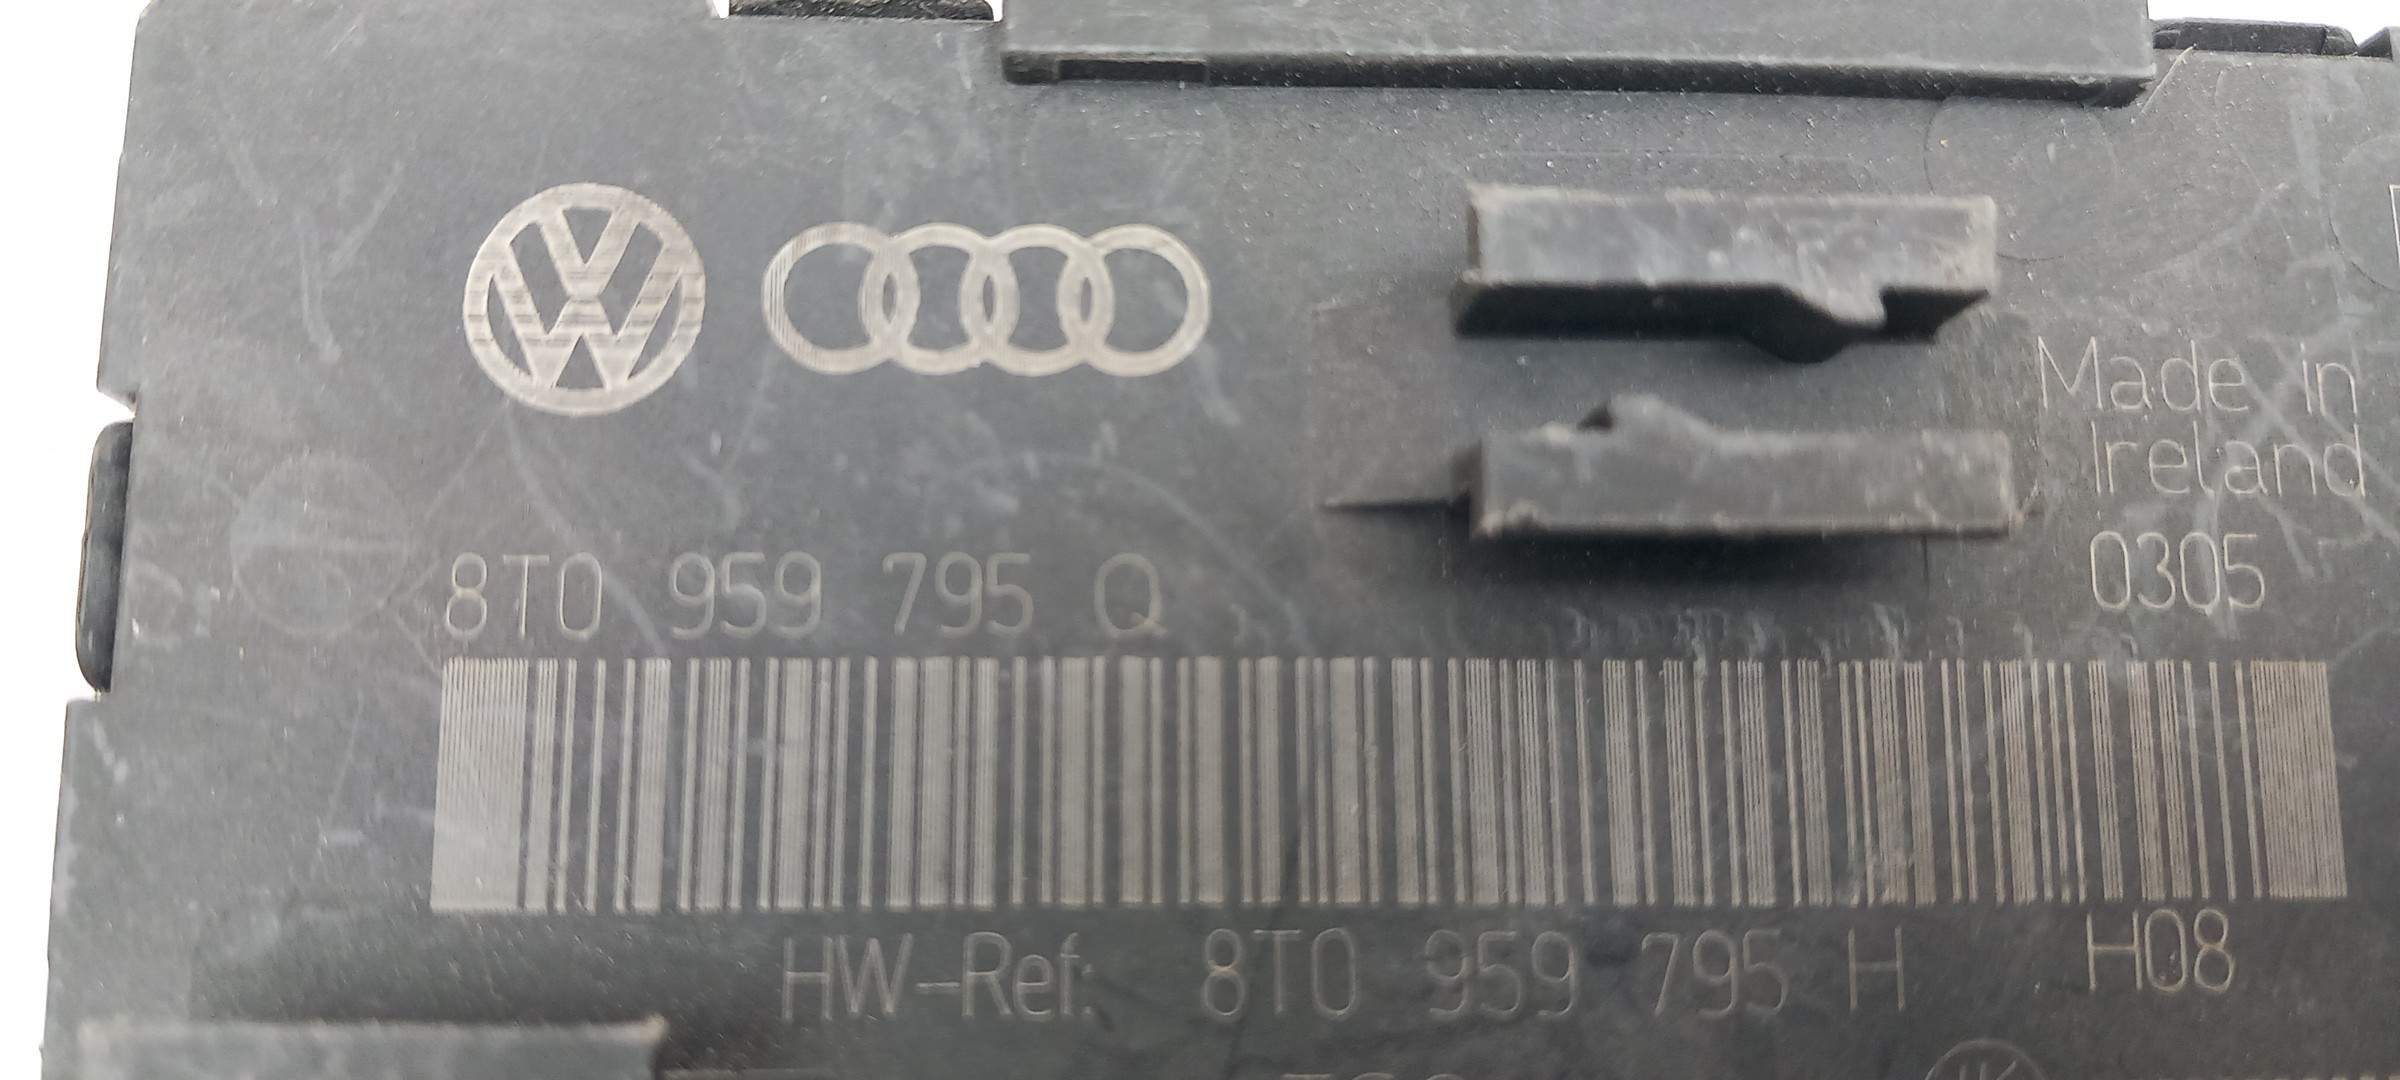 Made in
Ireland
8T0 959 795 Q
0305
HW-Ref: 8T0 959 795 H H08